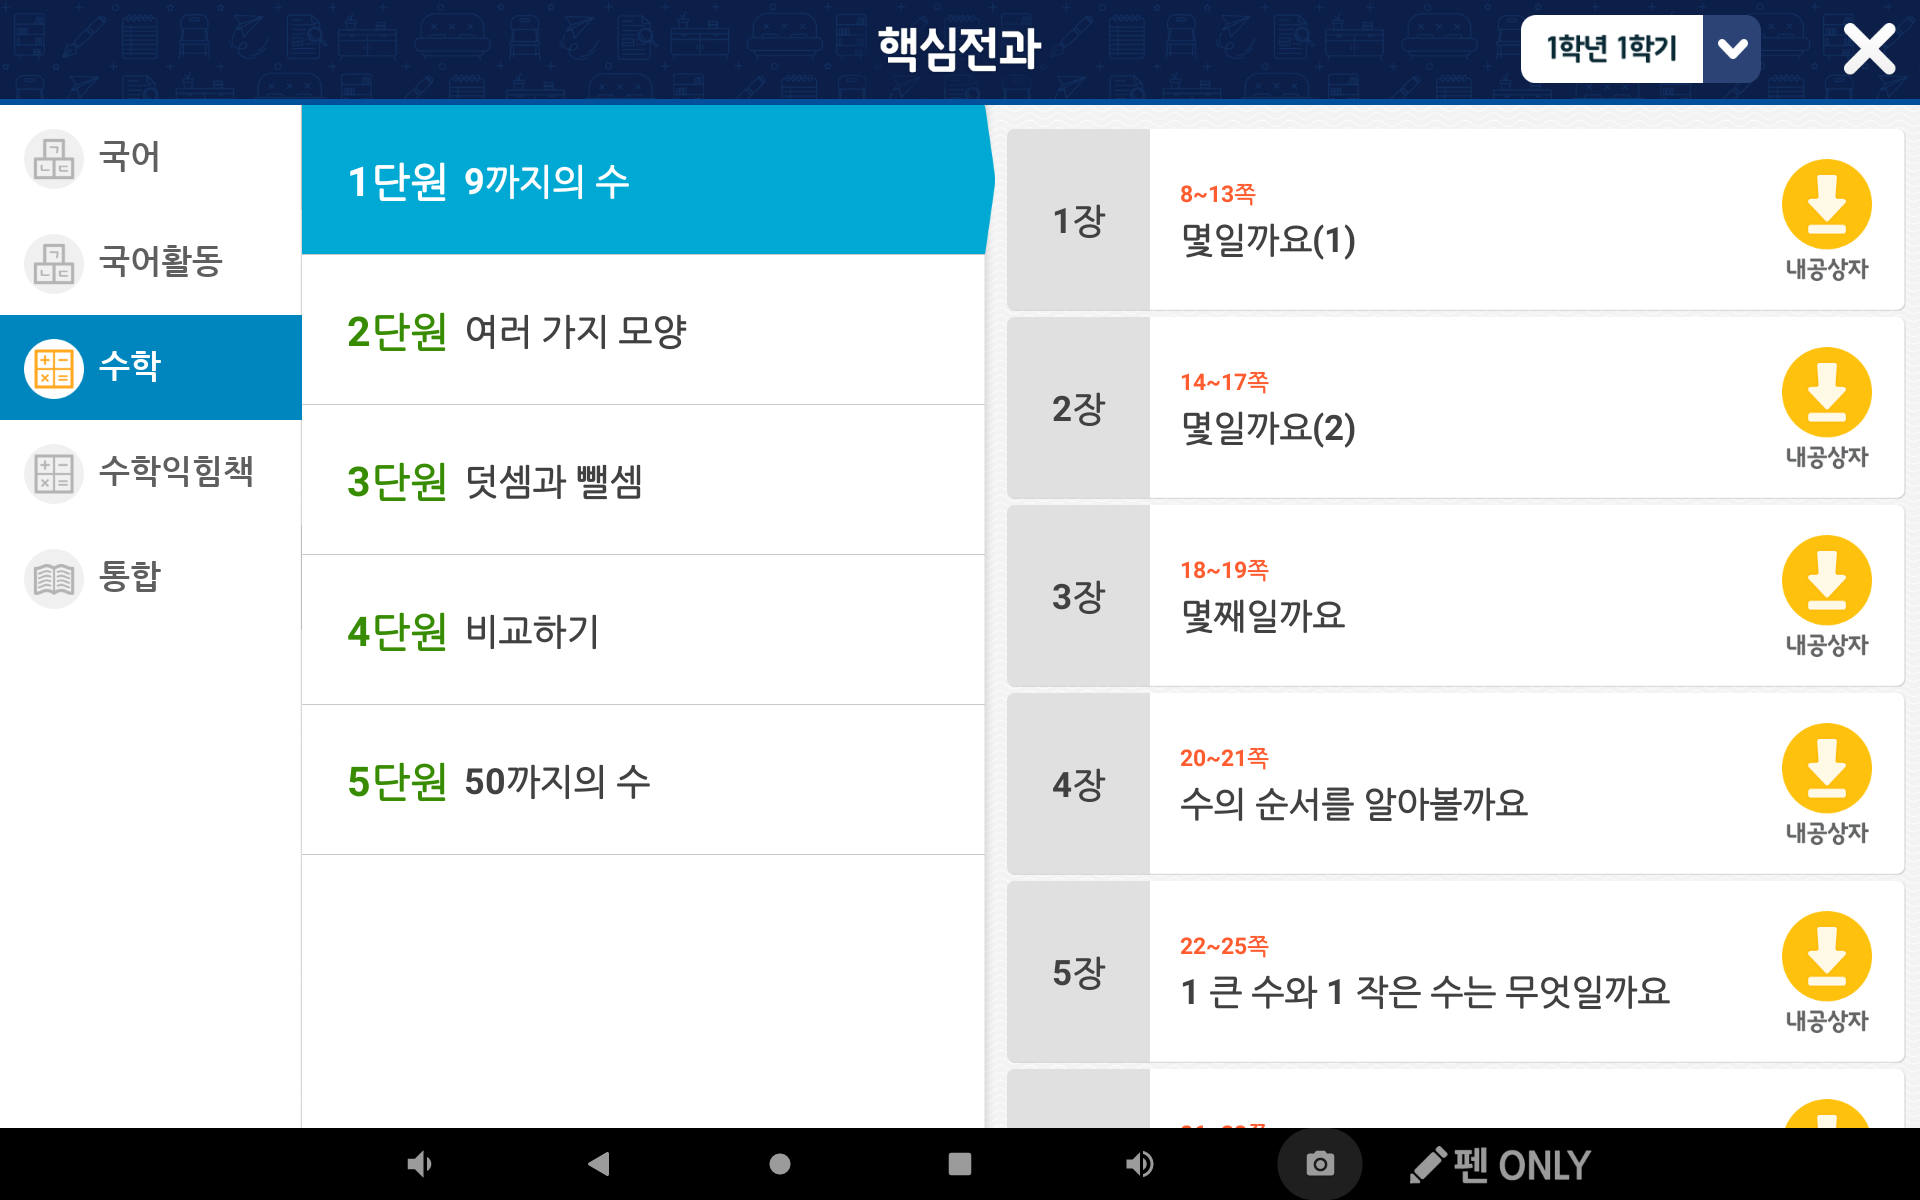 핵심전과
1학년 1학기
국어
국어활동
수학
수학익힘책
통합
1단원 9까지의 수
2단원 여러 가지 모양
3단원 덧셈과 뺄셈
4단원 비교하기
5단원 50까지의 수
1장
8~13쪽
몇일까요(1)
내공상자
2장
14~17쪽
몇일까요(2)
내공상자
3장
18~19쪽
몇째일까요
내공상자
4장
20~21쪽
수의 순서를 알아볼까요
내공상자
5장
22~25쪽
1 큰 수와 1 작은 수는 무엇일까요
내공상자
펜 ONLY